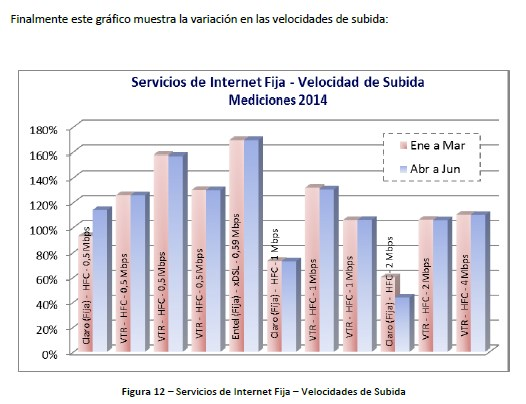 Finalmente este gráfico muestra la variación en las velocidades de subida:
Servicios de Internet Fija - Velocidad de Subida
Mediciones 2014
180%
160%
140%
120%
100%
80%
60%
40%
20%
0%
Ene a Mar
Abr a Jun
Claro (Fija) - HFC - 0,5 Mbps
VTR - HFC - 0,5 Mbps
VTR - HFC - 0,5 Mbps
VTR - HFC - 0,5 Mbps
Entel (Fija) - xDSL - 0,59 Mbps
Claro (Fija) - HFC - 1 Mbps
VTR - HFC - 1 Mbps
VTR - HFC - 1 Mbps
Claro (Fija) - HFC - 2 Mbps
VTR - HFC - 2 Mbps
VTR - HFC - 4 Mbps
Figura 12 – Servicios de Internet Fija – Velocidades de Subida